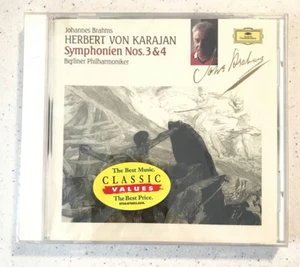 Johannes Brahms
HERBERT VON KARAJAN
Symphonien Nos. 3 & 4
Berliner Philharmoniker
The Best Music.
CLASSIC
VALUES
The Best Price.